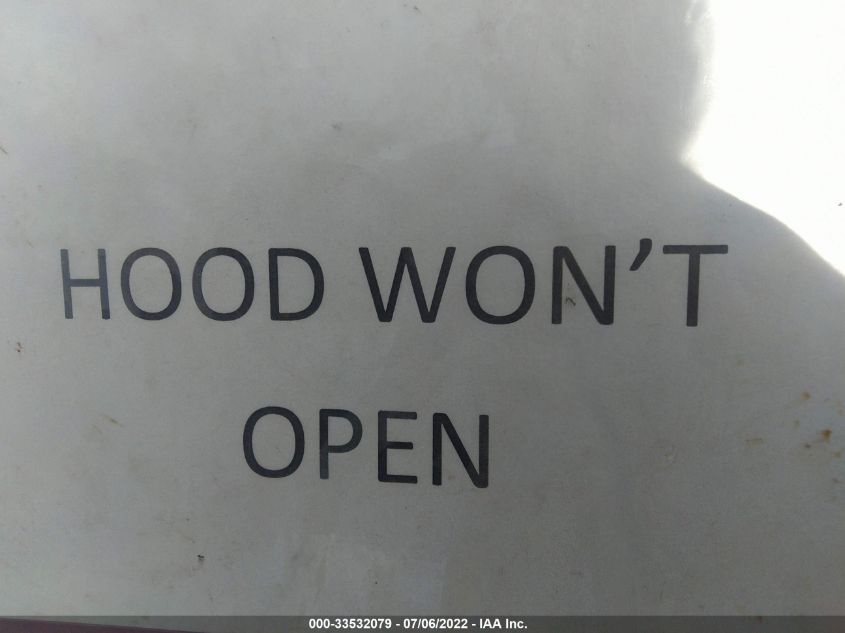 HOOD WON'T
OPEN
000-33532079 - 07/06/2022 - IAA Inc.